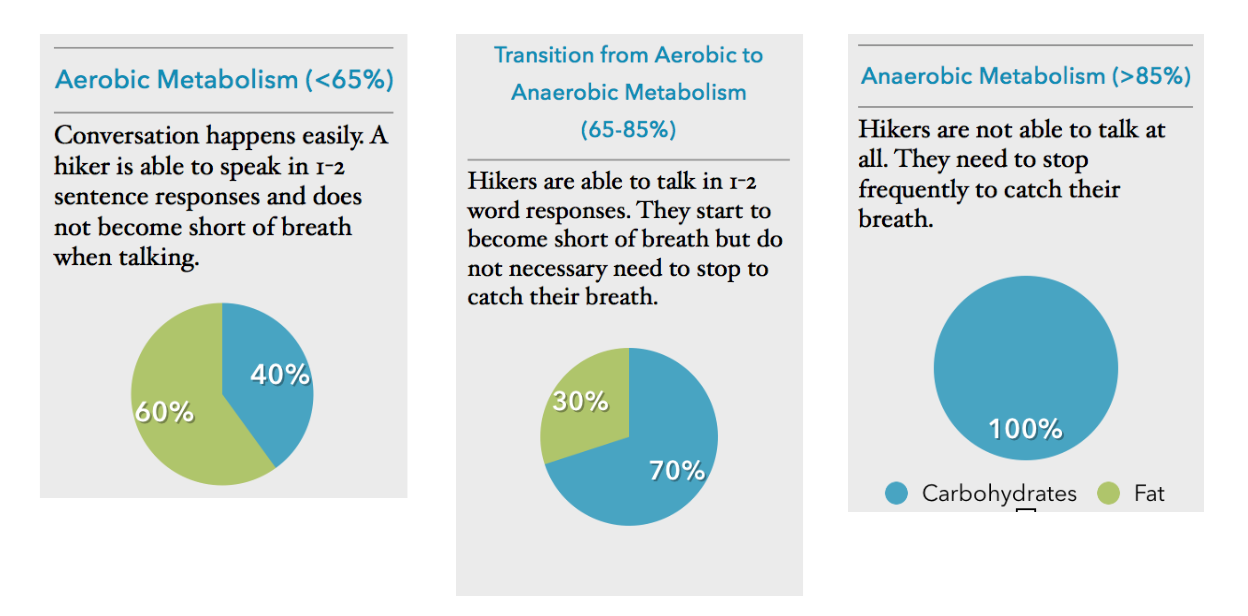 Aerobic Metabolism (<65%)
Conversation happens easily. A
hiker is able to speak in 1-2
sentence responses and does
not become short of breath
when talking.
40%
60%
Transition from Aerobic to
Anaerobic Metabolism
(65-85%)
Hikers are able to talk in 1-2
word responses. They start to
become short of breath but do
not necessary need to stop to
catch their breath.
30%
70%
Anaerobic Metabolism (>85%)
Hikers are not able to talk at
all. They need to stop
frequently to catch their
breath.
100%
Carbohydrates Fat